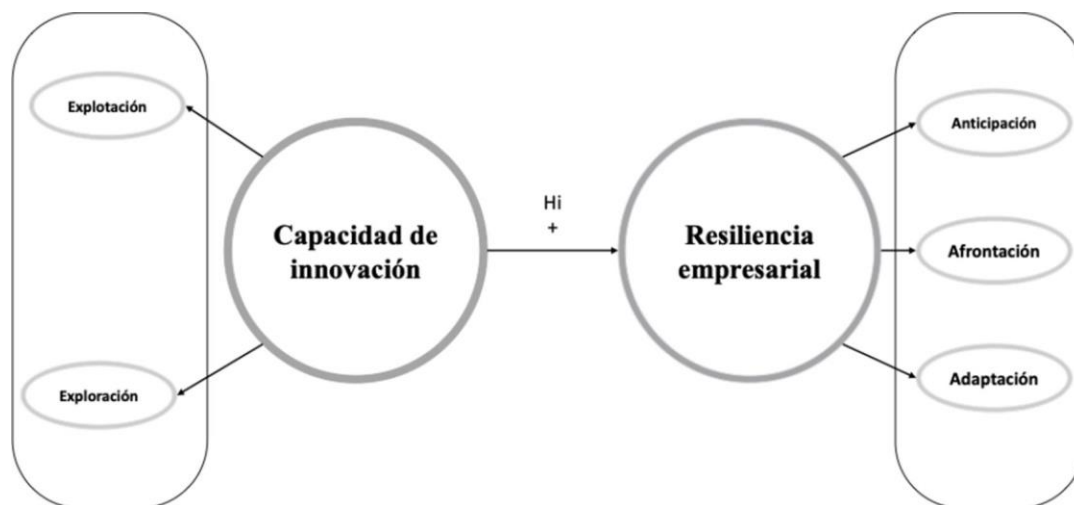 Explotación
Exploración
Capacidad de
innovación
Hi
+
Resiliencia
empresarial
Anticipación
Afrontación
Adaptación